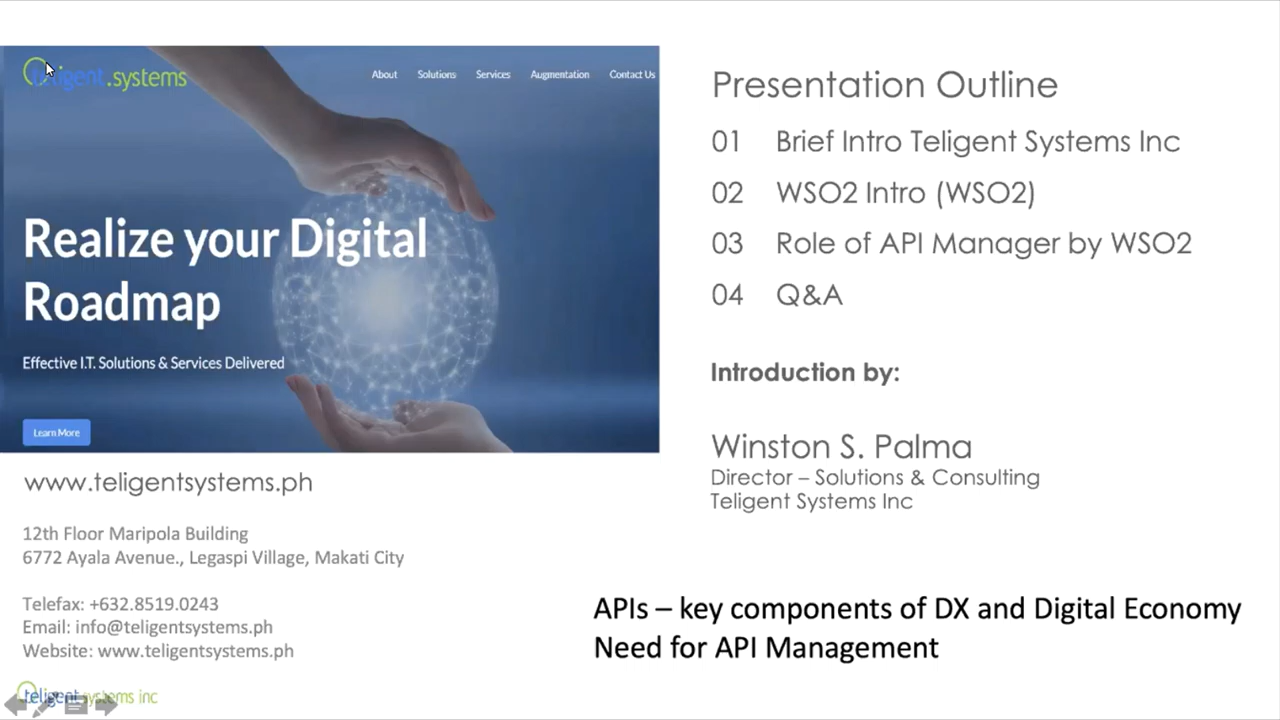 teligent.systems
About Solutions Services Augmentation Contact Us
Realize your Digital
Roadmap
Effective I.T. Solutions & Services Delivered
Learn More
www.teligentsystems.ph
12th Floor Maripola Building
6772 Ayala Avenue., Legaspi Village, Makati City
Telefax: +632.8519.0243
Email: info@teligentsystems.ph
Website: www.teligentsystems.ph
teligent.systems inc
Presentation Outline
01 Brief Intro Teligent Systems Inc
02 WSO2 Intro (WSO2)
03 Role of API Manager by WSO2
04 Q&A
Introduction by:
Winston S. Palma
Director – Solutions & Consulting
Teligent Systems Inc
APIs – key components of DX and Digital Economy
Need for API Management